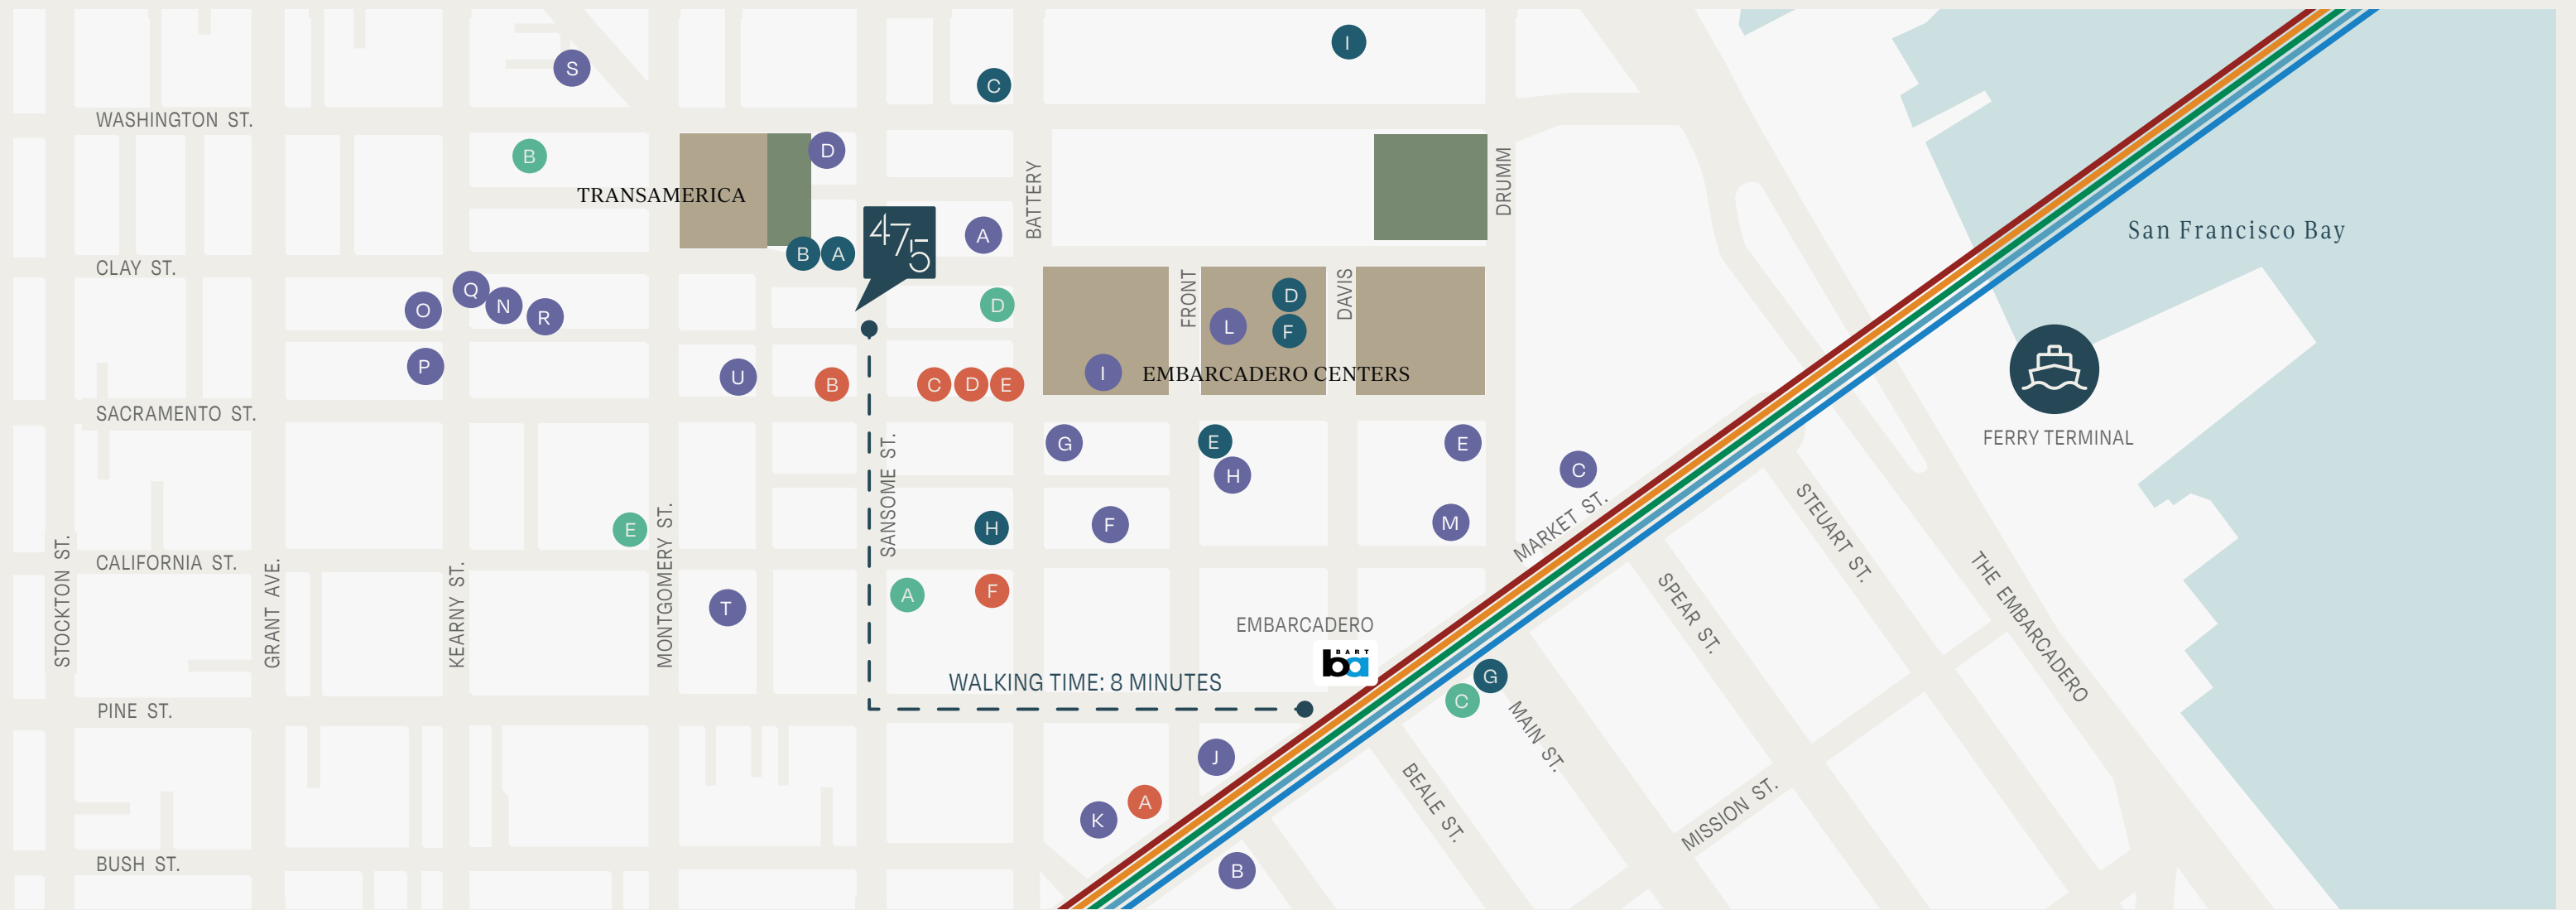 I
S
C
WASHINGTON ST.
D
B
BATTERY
DRUMM
TRANSAMERICA
475
San Francisco Bay
A
B
A
CLAY ST.
Q
O
N
R
D
FRONT
DAVIS
D
L
F
P
U
B
C
D
E
I
EMBARCADERO CENTERS
SACRAMENTO ST.
FERRY TERMINAL
G
E
H
E
C
M
SANSOME ST.
E
H
F
MARKET ST.
STEUART ST.
CALIFORNIA ST.
STOCKTON ST.
GRANT AVE.
KEARNY ST.
MONTGOMERY ST.
T
A
F
SPEAR ST.
THE EMBARCADERO
EMBARCADERO
BART
ba
WALKING TIME: 8 MINUTES
G
C
PINE ST.
MAIN ST.
J
BEALE ST.
A
K
MISSION ST.
BUSH ST.
B